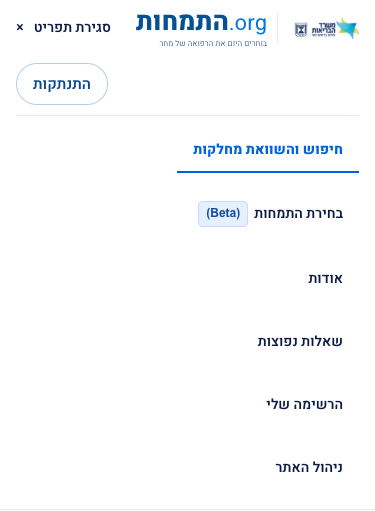 משרד
הבריאות
התמחות.org
בוחרים היום את הרפואה של מחר
סגירת תפריט ×
התנתקות
חיפוש והשוואת מחלקות
בחירת התמחות (Beta)
אודות
שאלות נפוצות
הרשימה שלי
ניהול האתר